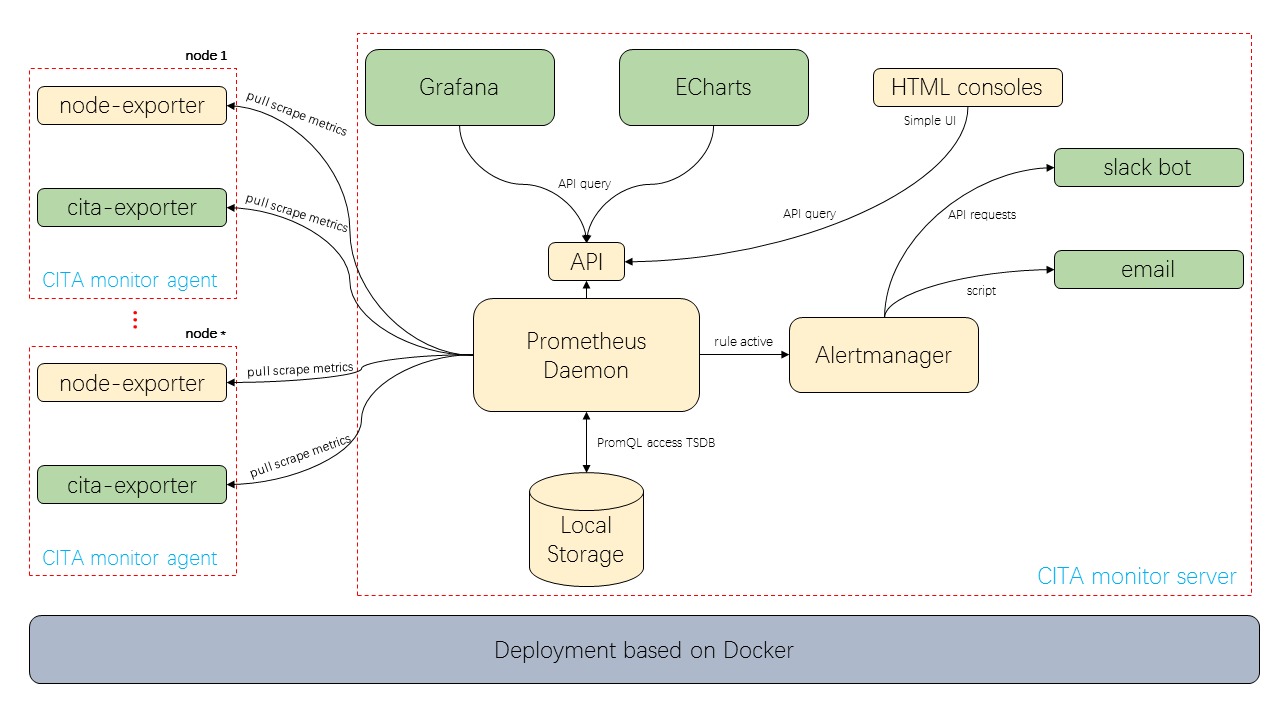 node 1
node-exporter
cita-exporter
CITA monitor agent
pull scrape metrics
pull scrape metrics
node *
node-exporter
cita-exporter
CITA monitor agent
pull scrape metrics
pull scrape metrics
Grafana
ECharts
HTML consoles
Simple UI
API query
API query
API
slack bot
API requests
email
script
Prometheus
Daemon
rule active
Alertmanager
PromQL access TSDB
Local
Storage
CITA monitor server
Deployment based on Docker